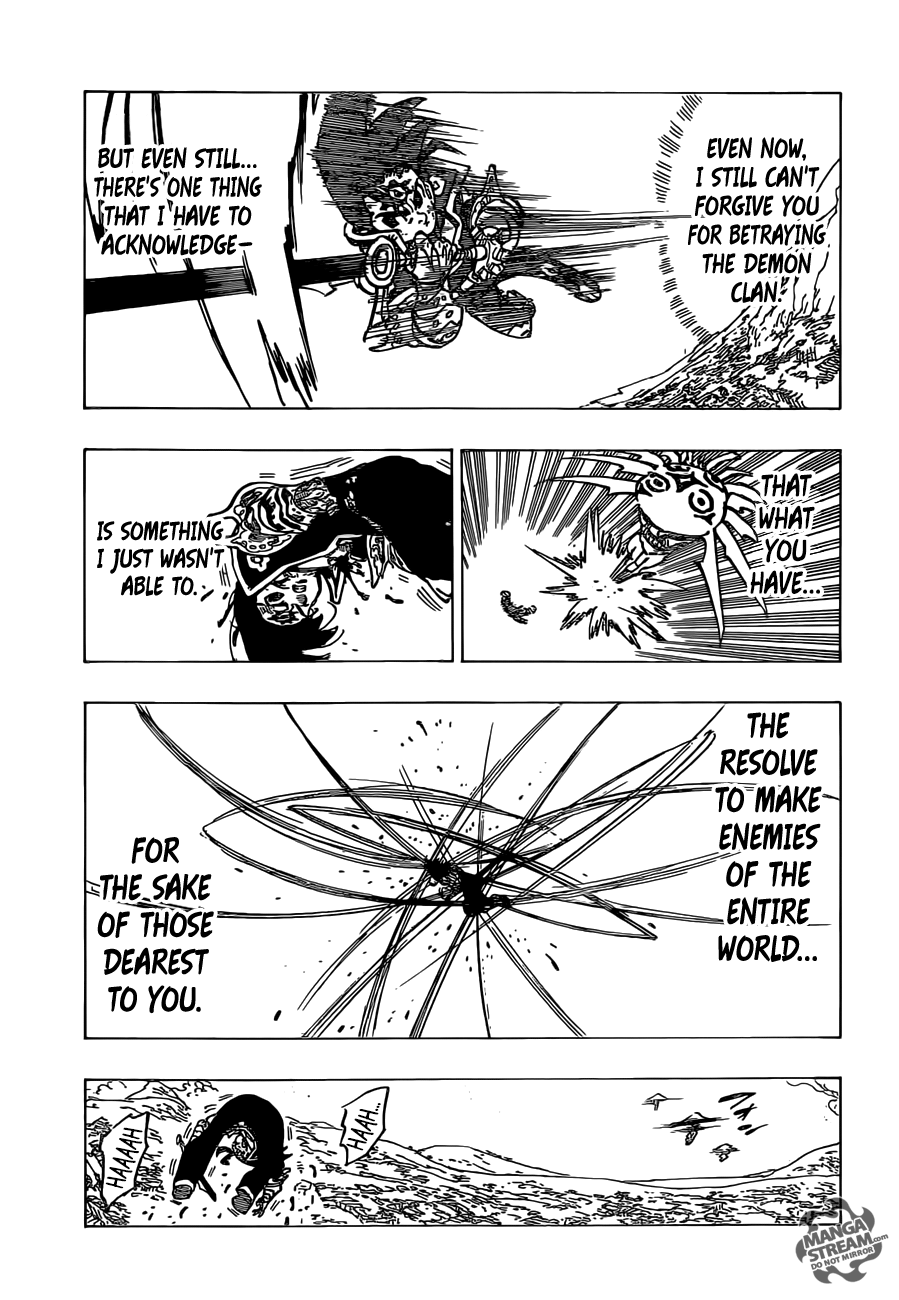 EVEN NOW,
I STILL CAN'T
FORGIVE YOU
FOR BETRAYING
THE DEMON
CLAN.
BUT EVEN STILL...
THERE'S ONE THING
THAT I HAVE TO
ACKNOWLEDGE—
THAT
WHAT
YOU
HAVE...
IS SOMETHING
I JUST WASN'T
ABLE TO.
THE
RESOLVE
TO MAKE
ENEMIES
OF THE
ENTIRE
WORLD...
FOR
THE SAKE
OF THOSE
DEAREST
TO YOU.
HAAH...
HAAAAH
MANGA
STREAM.com
DO NOT MIRROR